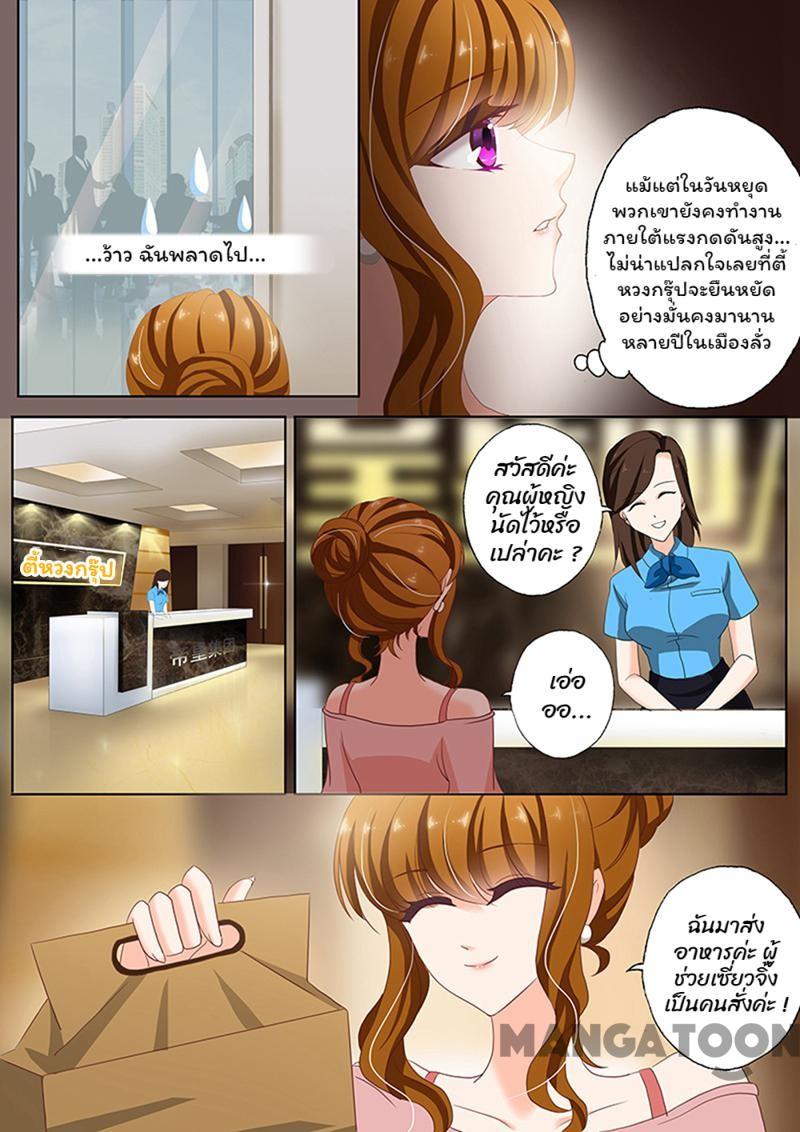 ...ว้าว ฉันพลาดไป...
แม้แต่ในวันหยุด
พวกเขายังคงทำงาน
ภายใต้แรงกดดันสูง...
ไม่น่าแปลกใจเลยที่ตี้
หวงกรุ๊ปจะยืนหยัด
อย่างมั่นคงมานาน
หลายปีในเมืองลั่ว
ตี้หวงกรุ๊ป
帝皇集团
สวัสดีค่ะ
คุณผู้หญิง
นัดไว้หรือ
เปล่าคะ ?
เอ่อ
ออ...
ฉันมาส่ง
อาหารค่ะ ผู้
ช่วยเซี่ยวจิ้ง
เป็นคนสั่งค่ะ !
MANGATOON